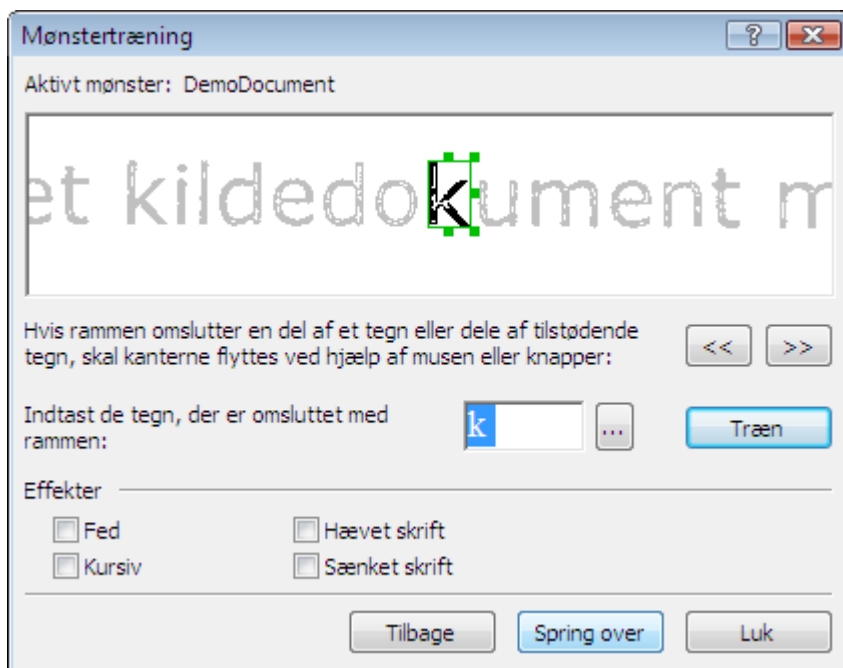 Mønstertræning
Aktivt mønster: DemoDocument
et kildedokument m
Hvis rammen omslutter en del af et tegn eller dele af tilstødende
tegn, skal kanterne flyttes ved hjælp af musen eller knapper:
<< >>
Indtast de tegn, der er omsluttet med
rammen:
k ... Træn
Effekter
Fed Hævet skrift
Kursiv Sænket skrift
Tilbage Spring over Luk